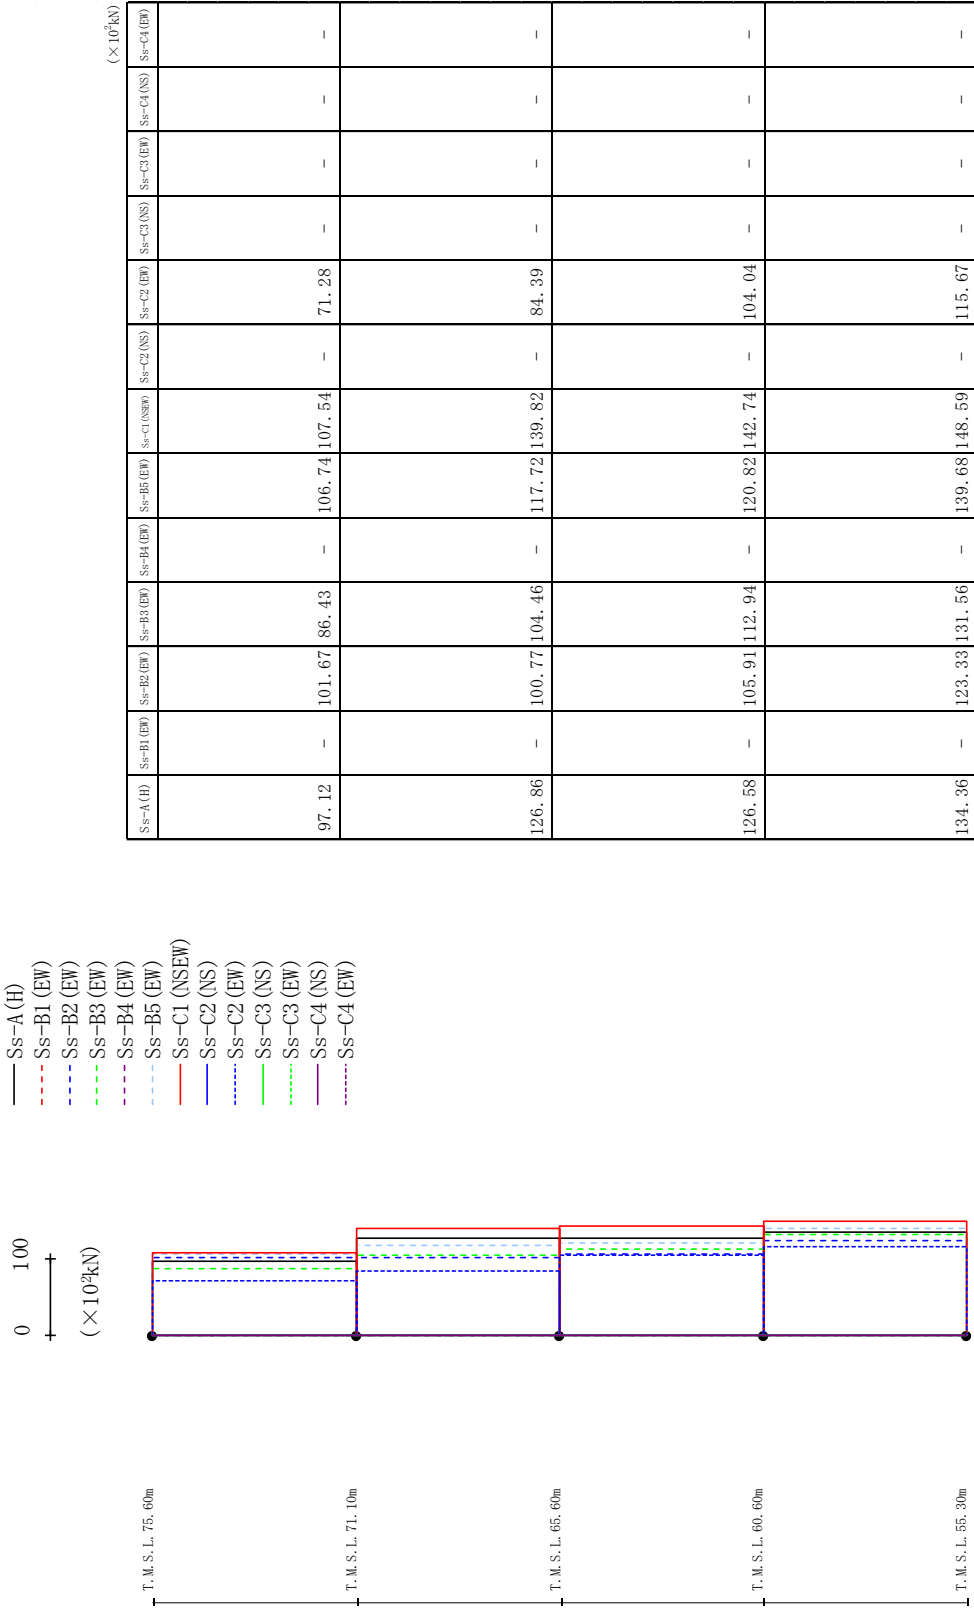 T.M.S.L. 75.60m
T.M.S.L. 71.10m
T.M.S.L. 65.60m
T.M.S.L. 60.60m
T.M.S.L. 55.30m
0 100
(×10²kN)
Ss-A(H)
Ss-B1(EW)
Ss-B2(EW)
Ss-B3(EW)
Ss-B4(EW)
Ss-B5(EW)
Ss-C1(NSEW)
Ss-C2(NS)
Ss-C2(EW)
Ss-C3(NS)
Ss-C3(EW)
Ss-C4(NS)
Ss-C4(EW)
(×10²kN)
Ss-A(H) Ss-B1(EW) Ss-B2(EW) Ss-B3(EW) Ss-B4(EW) Ss-B5(EW) Ss-C1(NSEW) Ss-C2(NS) Ss-C2(EW) Ss-C3(NS) Ss-C3(EW) Ss-C4(NS) Ss-C4(EW)
97.12 - 101.67 86.43 - 106.74 107.54 - 71.28 - - - -
126.86 - 100.77 104.46 - 117.72 139.82 - 84.39 - - - -
126.58 - 105.91 112.94 - 120.82 142.74 - 104.04 - - - -
134.36 - 123.33 131.56 - 139.68 148.59 - 115.67 - - - -